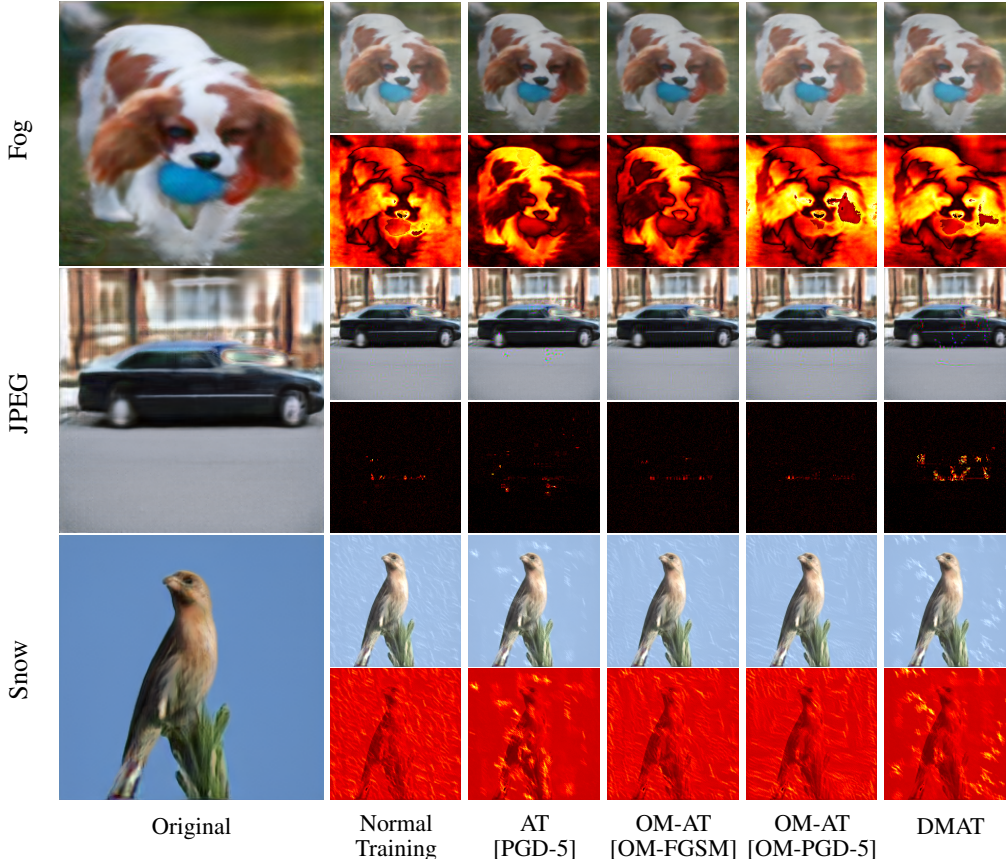 Fog
JPEG
Snow
Original
Normal
Training
AT
[PGD-5]
OM-AT
[OM-FGSM]
OM-AT
[OM-PGD-5]
DMAT